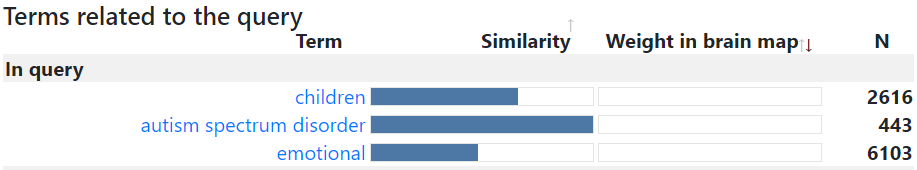 Terms related to the query
Term Similarity↑ Weight in brain map↑↓ N
In query
children 2616
autism spectrum disorder 443
emotional 6103